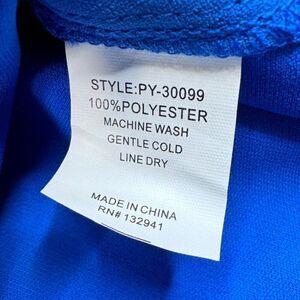 STYLE:PY-30099
100%POLYESTER
MACHINE WASH
GENTLE COLD
LINE DRY
MADE IN CHINA
RN# 132941